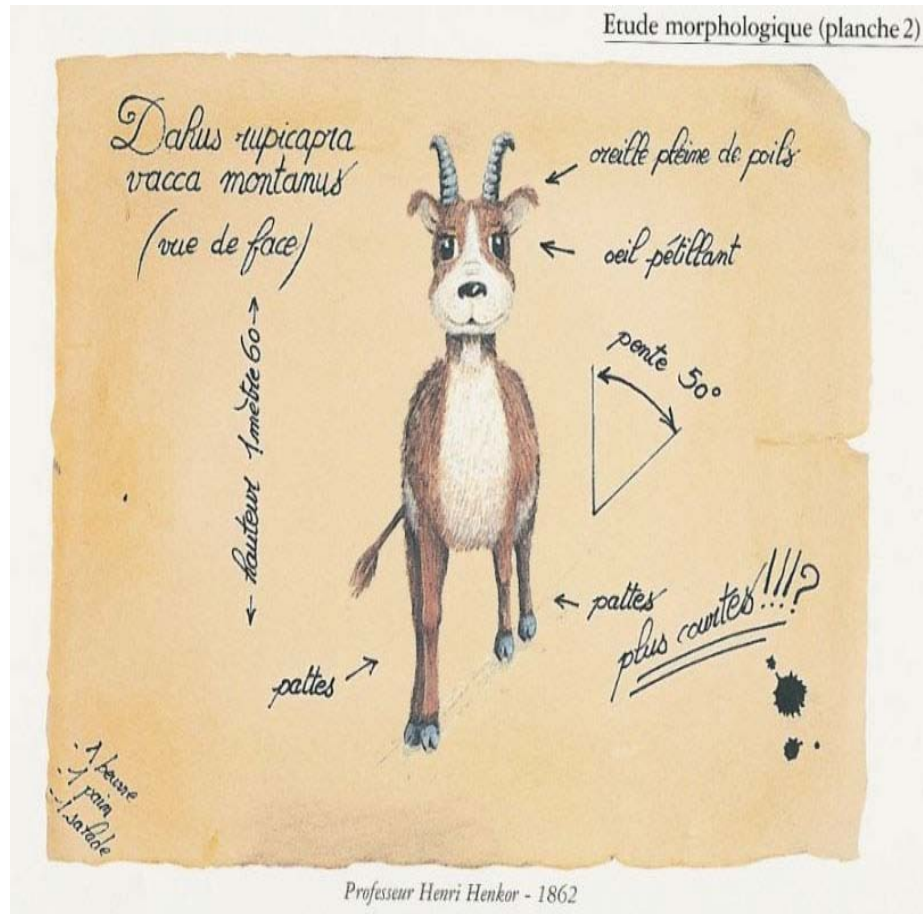 Etude morphologique (planche 2)
Dahus rupicapra
vacca montanus
(vue de face)
oreille pleine de poils
oeil pétillant
← hauteur 1 mètre 60 →
pente 50°
pattes
plus courtes!!!?
pattes
- 1 beurre
- 1 pain
- 1 salade
Professeur Henri Henkor - 1862